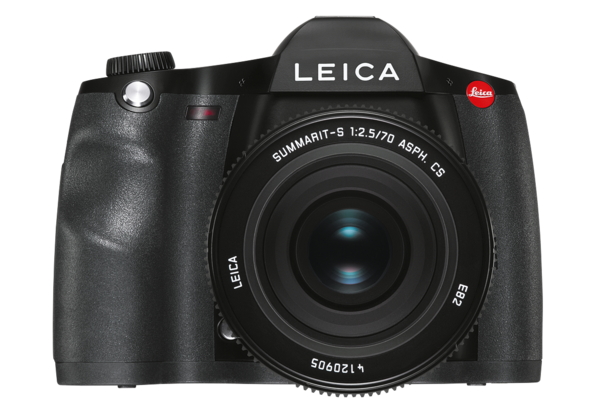 LEICA
Leica
SUMMARIT-S 1:2.5/70 ASPH. CS
LEICA
E82
4120905